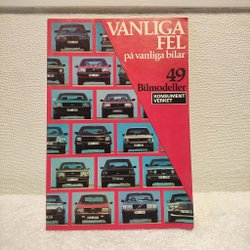 VANLIGA
FEL
på vanliga bilar
49
Bilmodeller
KONSUMENT
VERKET